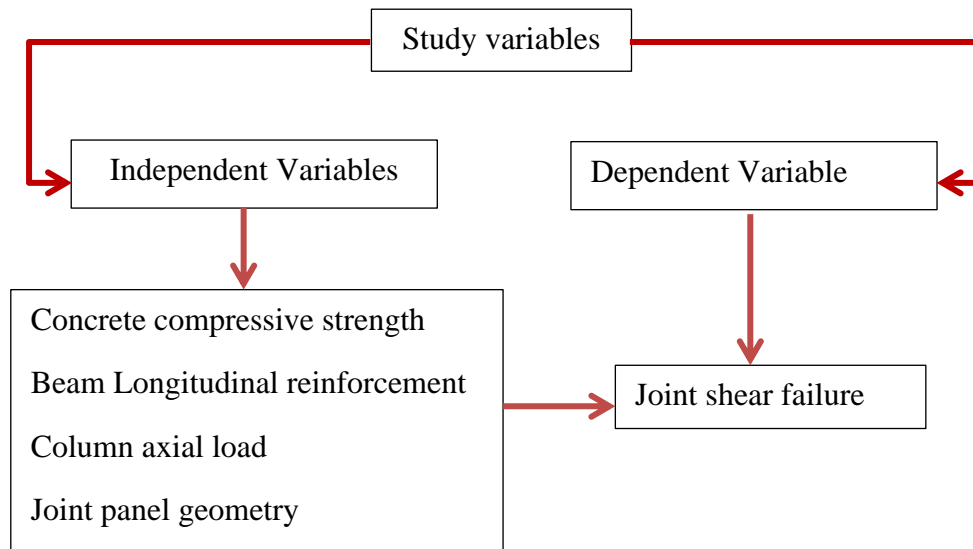 Study variables
Independent Variables
Dependent Variable
Concrete compressive strength
Beam Longitudinal reinforcement
Column axial load
Joint panel geometry
Joint shear failure